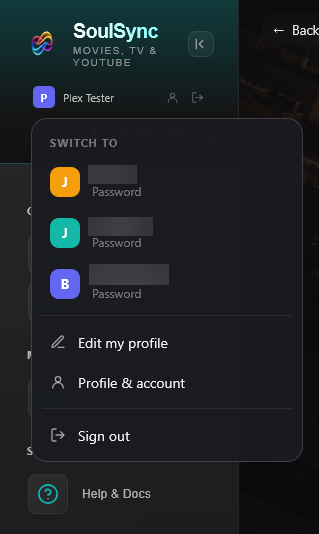 SoulSync
MOVIES, TV &
YOUTUBE
← Back
P Plex Tester
SWITCH TO
J
Password
J
Password
B
Password
Edit my profile
Profile & account
Sign out
Help & Docs